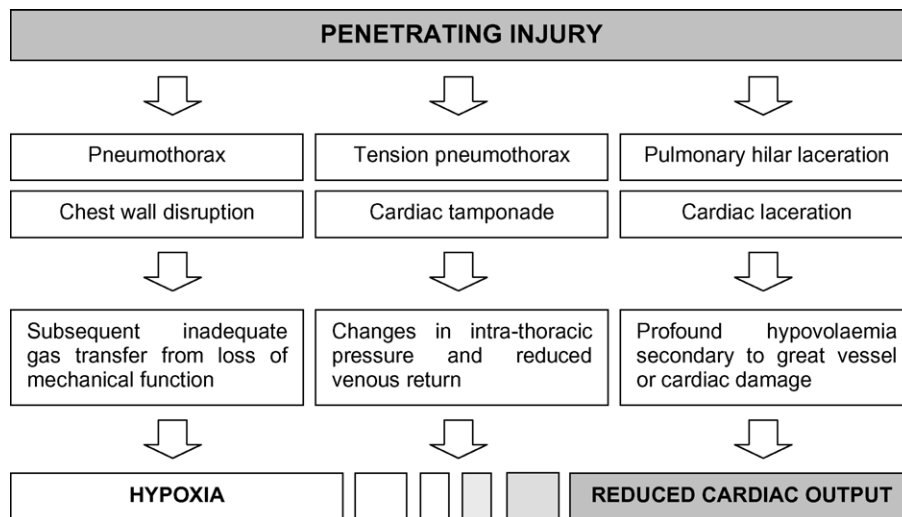 PENETRATING INJURY
Pneumothorax
Tension pneumothorax
Pulmonary hilar laceration
Chest wall disruption
Cardiac tamponade
Cardiac laceration
Subsequent inadequate
gas transfer from loss of
mechanical function
Changes in intra-thoracic
pressure and reduced
venous return
Profound hypovolaemia
secondary to great vessel
or cardiac damage
HYPOXIA
REDUCED CARDIAC OUTPUT